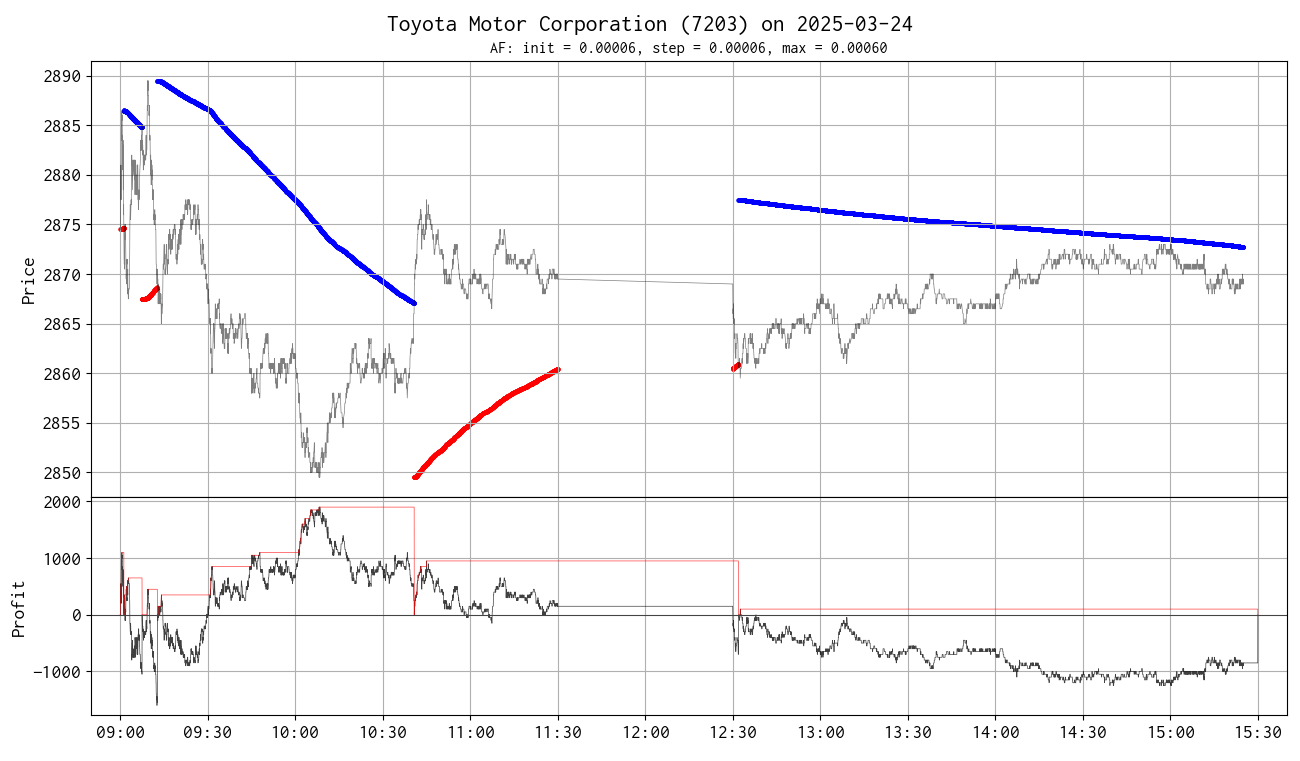 Toyota Motor Corporation (7203) on 2025-03-24
AF: init = 0.00006, step = 0.00006, max = 0.00060
Price
2890
2885
2880
2875
2870
2865
2860
2855
2850
Profit
2000
1000
0
−1000
09:00 09:30 10:00 10:30 11:00 11:30 12:00 12:30 13:00 13:30 14:00 14:30 15:00 15:30